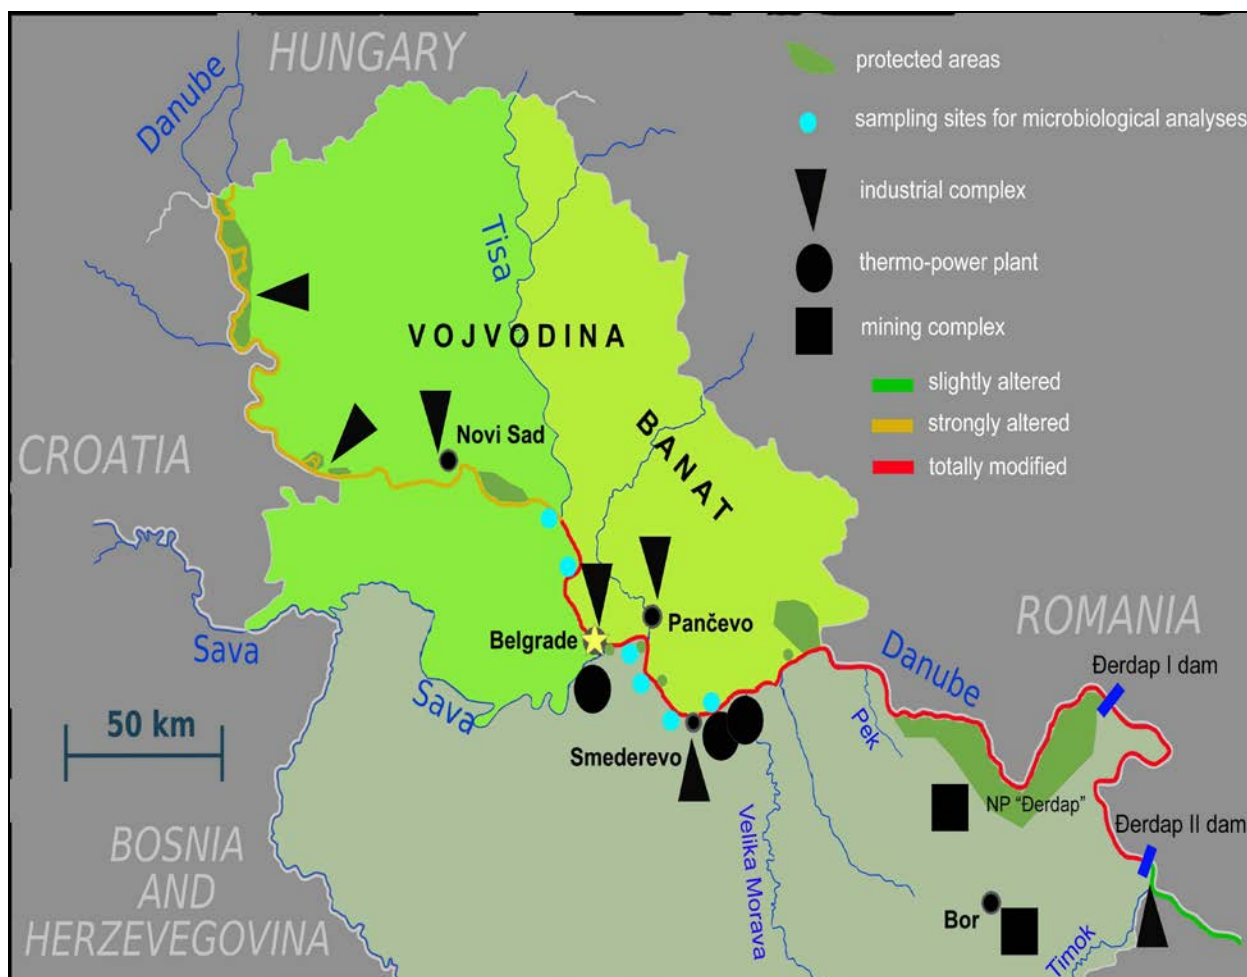 HUNGARY
Danube
protected areas
sampling sites for microbiological analyses
industrial complex
thermo-power plant
mining complex
slightly altered
strongly altered
totally modified
Tisa
VOJVODINA
BANAT
CROATIA
Novi Sad
Sava
Belgrade
Pančevo
ROMANIA
Danube
Đerdap I dam
Sava
50 km
Pek
Smederevo
NP "Đerdap"
Đerdap II dam
Velika Morava
BOSNIA
AND
HERZEVEGOVINA
Bor
Timok